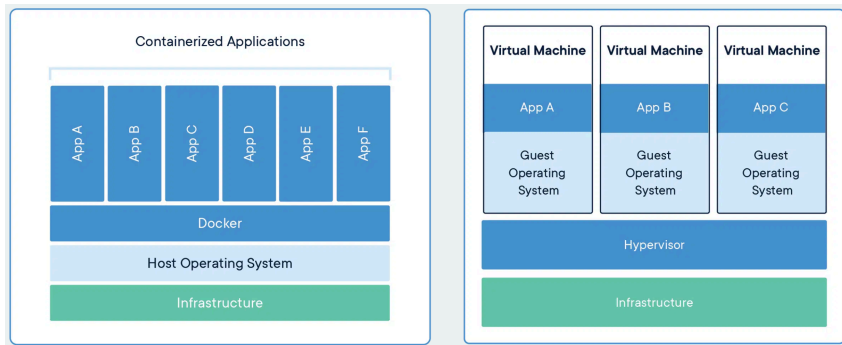 Containerized Applications
App A
App B
App C
App D
App E
App F
Docker
Host Operating System
Infrastructure
Virtual Machine
App A
Guest
Operating
System
Virtual Machine
App B
Guest
Operating
System
Virtual Machine
App C
Guest
Operating
System
Hypervisor
Infrastructure